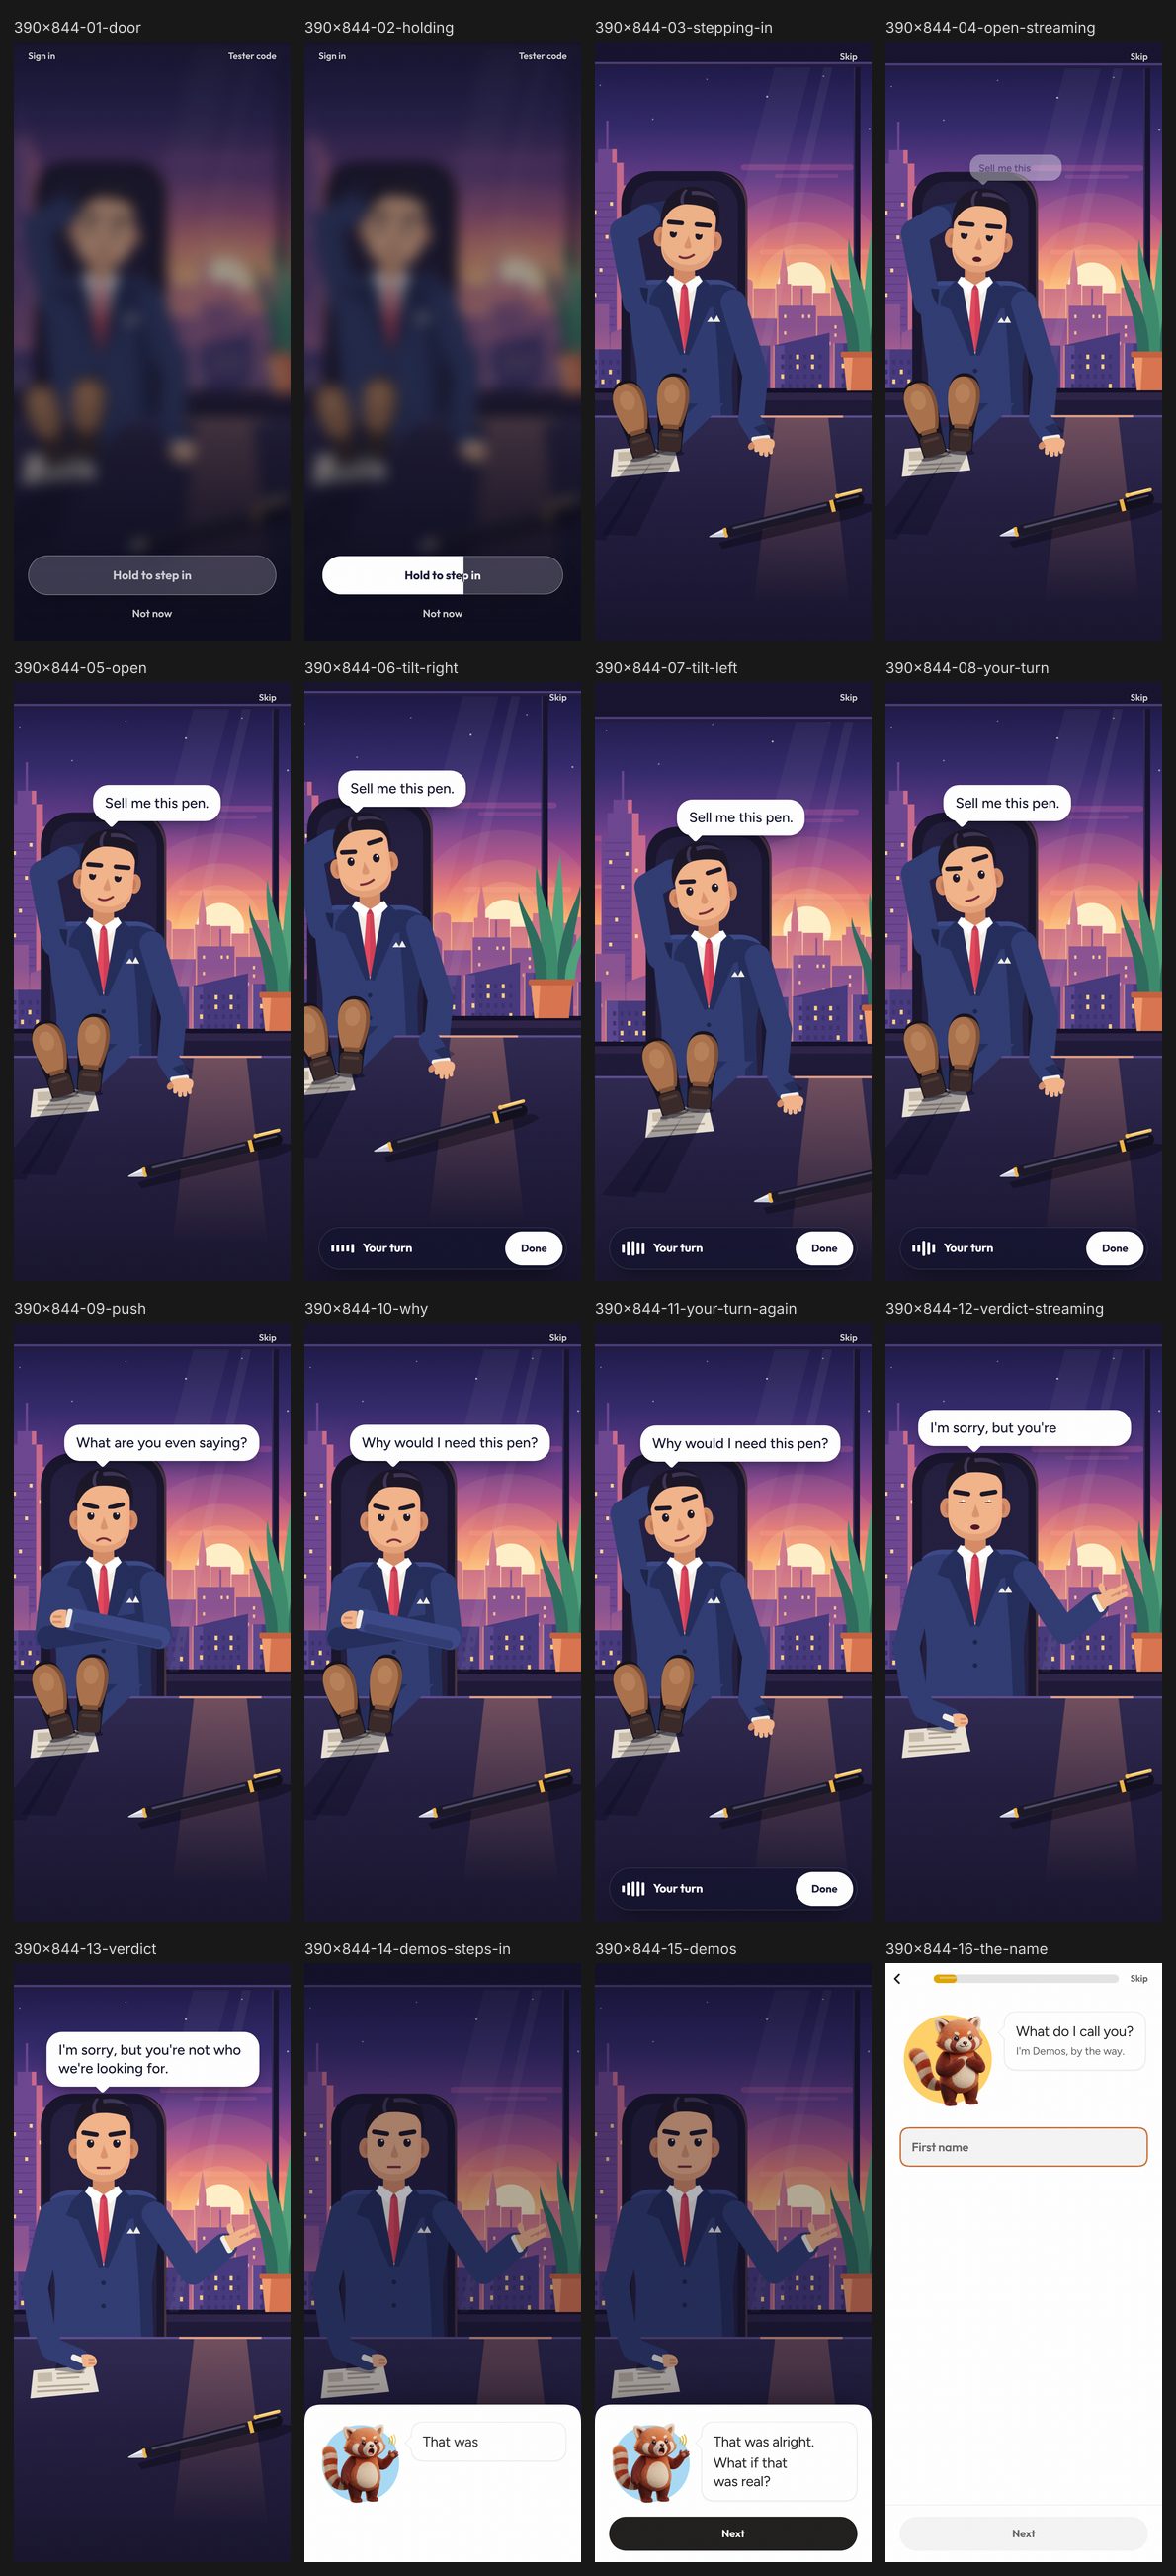 390×844-01-door
Sign in
Tester code
Hold to step in
Not now
390×844-02-holding
Sign in
Tester code
Hold to step in
Not now
390×844-03-stepping-in
Skip
390×844-04-open-streaming
Skip
Sell me this
390×844-05-open
Skip
Sell me this pen.
390×844-06-tilt-right
Skip
Sell me this pen.
Your turn
Done
390×844-07-tilt-left
Skip
Sell me this pen.
Your turn
Done
390×844-08-your-turn
Skip
Sell me this pen.
Your turn
Done
390×844-09-push
Skip
What are you even saying?
390×844-10-why
Skip
Why would I need this pen?
390×844-11-your-turn-again
Skip
Why would I need this pen?
Your turn
Done
390×844-12-verdict-streaming
Skip
I'm sorry, but you're
390×844-13-verdict
I'm sorry, but you're not who
we're looking for.
390×844-14-demos-steps-in
That was
390×844-15-demos
That was alright.
What if that
was real?
Next
390×844-16-the-name
Skip
What do I call you?
I'm Demos, by the way.
First name
Next